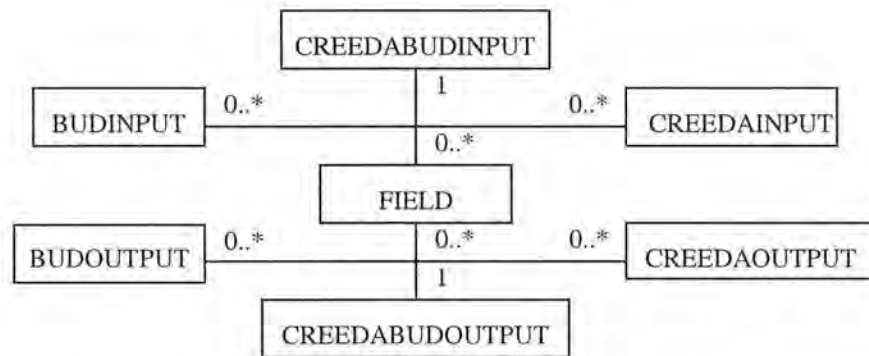 CREEDABUDINPUT
1
0..*
0..*
BUDINPUT
CREEDAINPUT
0..*
FIELD
0..*
0..*
0..*
BUDOUTPUT
CREEDAOUTPUT
1
CREEDABUDOUTPUT